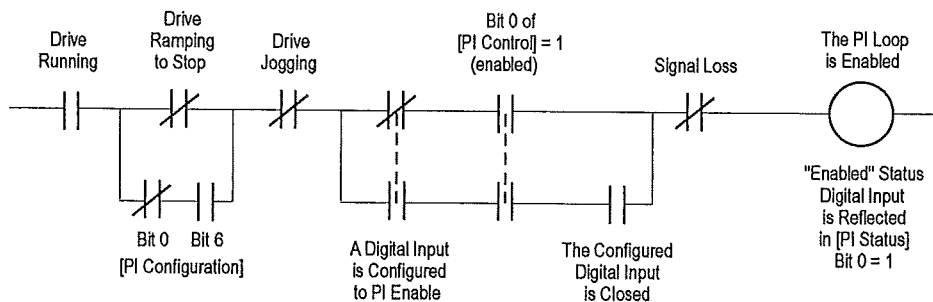 Drive
Running
Drive
Ramping
to Stop
Drive
Jogging
Bit 0 of
[PI Control] = 1
(enabled)
Signal Loss
The PI Loop
is Enabled
Bit 0 Bit 6
[PI Configuration]
A Digital Input
is Configured
to PI Enable
The Configured
Digital Input
is Closed
"Enabled" Status
Digital Input
is Reflected
in [PI Status]
Bit 0 = 1